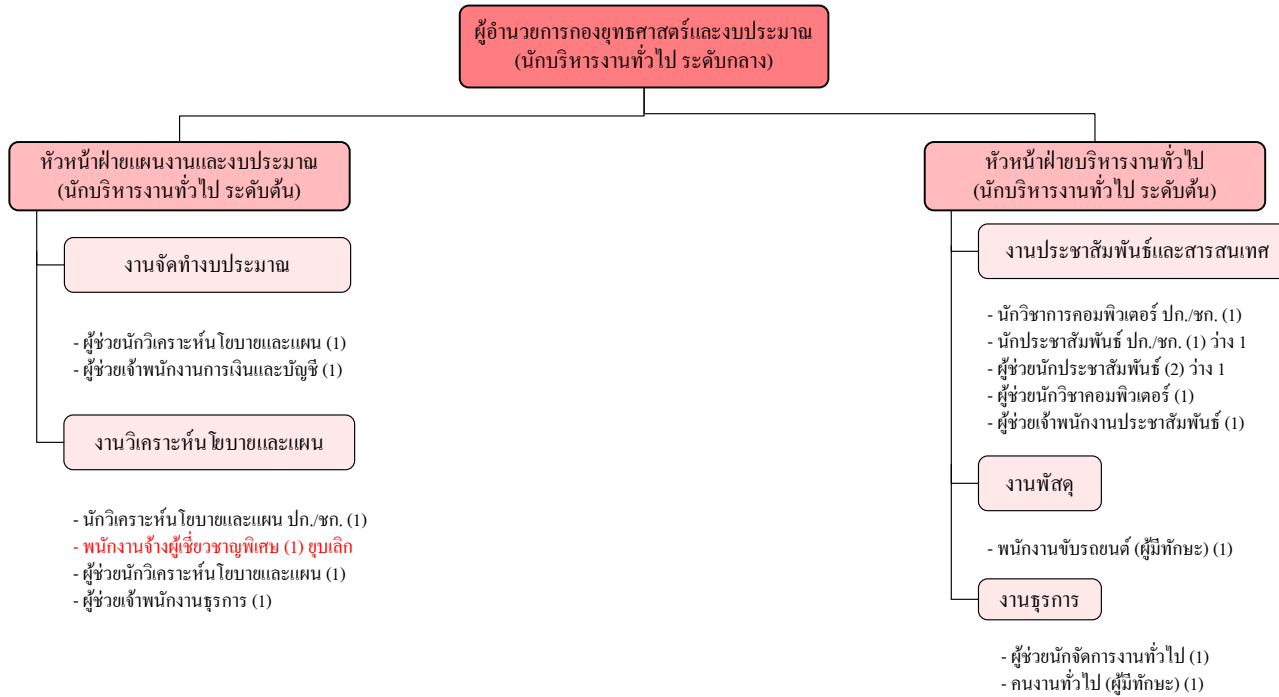 ผู้อำนวยการกองยุทธศาสตร์และงบประมาณ
(นักบริหารงานทั่วไป ระดับกลาง)
หัวหน้าฝ่ายแผนงานและงบประมาณ
(นักบริหารงานทั่วไป ระดับต้น)
งานจัดทำงบประมาณ
- ผู้ช่วยนักวิเคราะห์นโยบายและแผน (1)
- ผู้ช่วยเจ้าพนักงานการเงินและบัญชี (1)
งานวิเคราะห์นโยบายและแผน
- นักวิเคราะห์นโยบายและแผน ปก./ชก. (1)
- พนักงานจ้างผู้เชี่ยวชาญพิเศษ (1) ยุบเลิก
- ผู้ช่วยนักวิเคราะห์นโยบายและแผน (1)
- ผู้ช่วยเจ้าพนักงานธุรการ (1)
หัวหน้าฝ่ายบริหารงานทั่วไป
(นักบริหารงานทั่วไป ระดับต้น)
งานประชาสัมพันธ์และสารสนเทศ
- นักวิชาการคอมพิวเตอร์ ปก./ชก. (1)
- นักประชาสัมพันธ์ ปก./ชก. (1) ว่าง 1
- ผู้ช่วยนักประชาสัมพันธ์ (2) ว่าง 1
- ผู้ช่วยนักวิชาคอมพิวเตอร์ (1)
- ผู้ช่วยเจ้าพนักงานประชาสัมพันธ์ (1)
งานพัสดุ
- พนักงานขับรถยนต์ (ผู้มีทักษะ) (1)
งานธุรการ
- ผู้ช่วยนักจัดการงานทั่วไป (1)
- คนงานทั่วไป (ผู้มีทักษะ) (1)